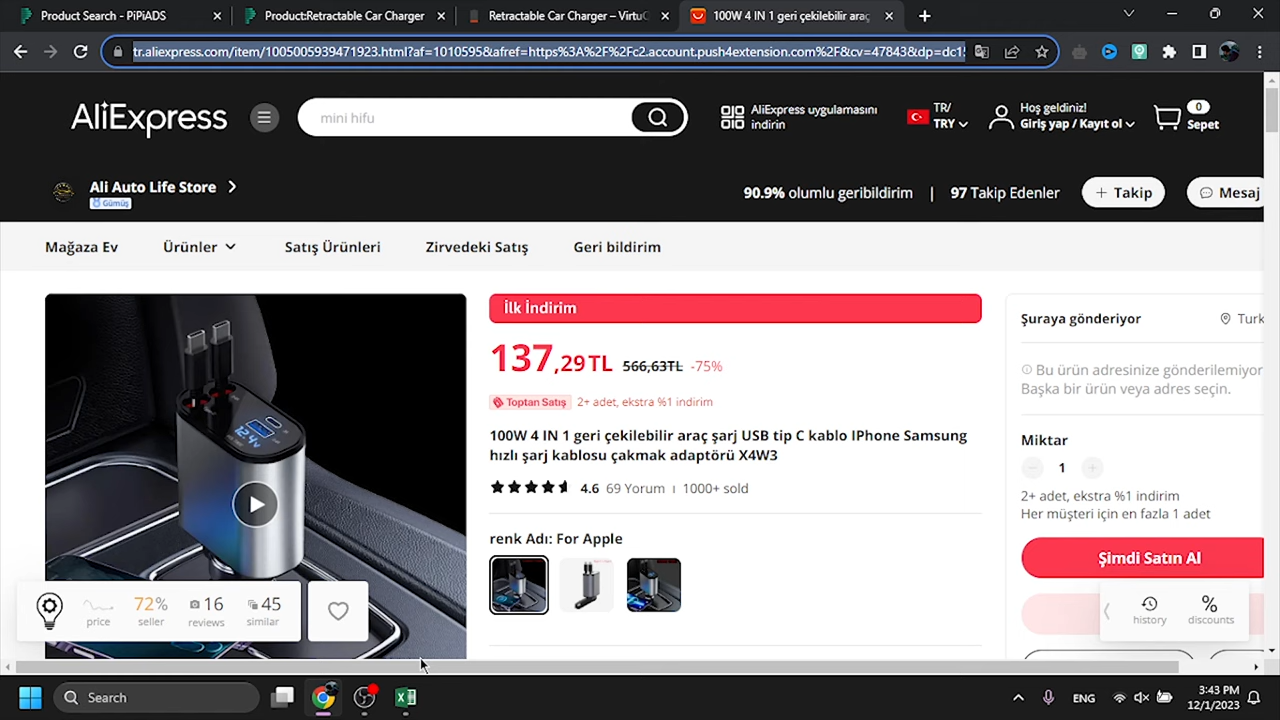 Product Search - PiPiADS
Product:Retractable Car Charger
Retractable Car Charger – VirtuC
100W 4 IN 1 geri çekilebilir araç
tr.aliexpress.com/item/1005005939471923.html?af=1010595&afref=https%3A%2F%2Fc2.account.push4extension.com%2F&cv=47843&dp=dc15
AliExpress
mini hifu
AliExpress uygulamasını
indirin
TR/
TRY
Hoş geldiniz!
Giriş yap / Kayıt ol
0
Sepet
Ali Auto Life Store
Gümüş
90.9% olumlu geribildirim | 97 Takip Edenler
+ Takip
Mesaj
Mağaza Ev
Ürünler
Satış Ürünleri
Zirvedeki Satış
Geri bildirim
İlk İndirim
137,29TL 566,63TL -75%
Toptan Satış 2+ adet, ekstra %1 indirim
100W 4 IN 1 geri çekilebilir araç şarj USB tip C kablo IPhone Samsung
hızlı şarj kablosu çakmak adaptörü X4W3
4.6 69 Yorum 1000+ sold
renk Adı: For Apple
12.4v
price
72%
seller
16
reviews
45
similar
Şuraya gönderiyor
Turk
Bu ürün adresinize gönderilemiyor
Başka bir ürün veya adres seçin.
Miktar
1
2+ adet, ekstra %1 indirim
Her müşteri için en fazla 1 adet
Şimdi Satın Al
history
%
discounts
Search
ENG
3:43 PM
12/1/2023